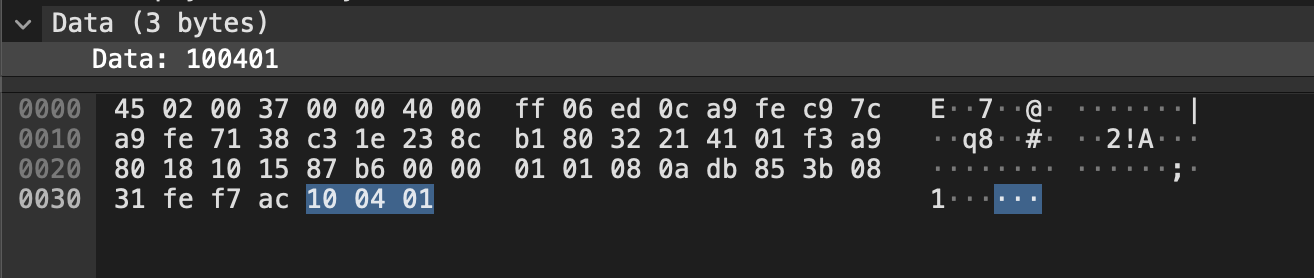 Data (3 bytes)
Data: 100401
0000 45 02 00 37 00 00 40 00 ff 06 ed 0c a9 fe c9 7c E··7··@· ·······|
0010 a9 fe 71 38 c3 1e 23 8c b1 80 32 21 41 01 f3 a9 ··q8··#· ··2!A···
0020 80 18 10 15 87 b6 00 00 01 01 08 0a db 85 3b 08 ········ ······;·
0030 31 fe f7 ac 10 04 01 1······